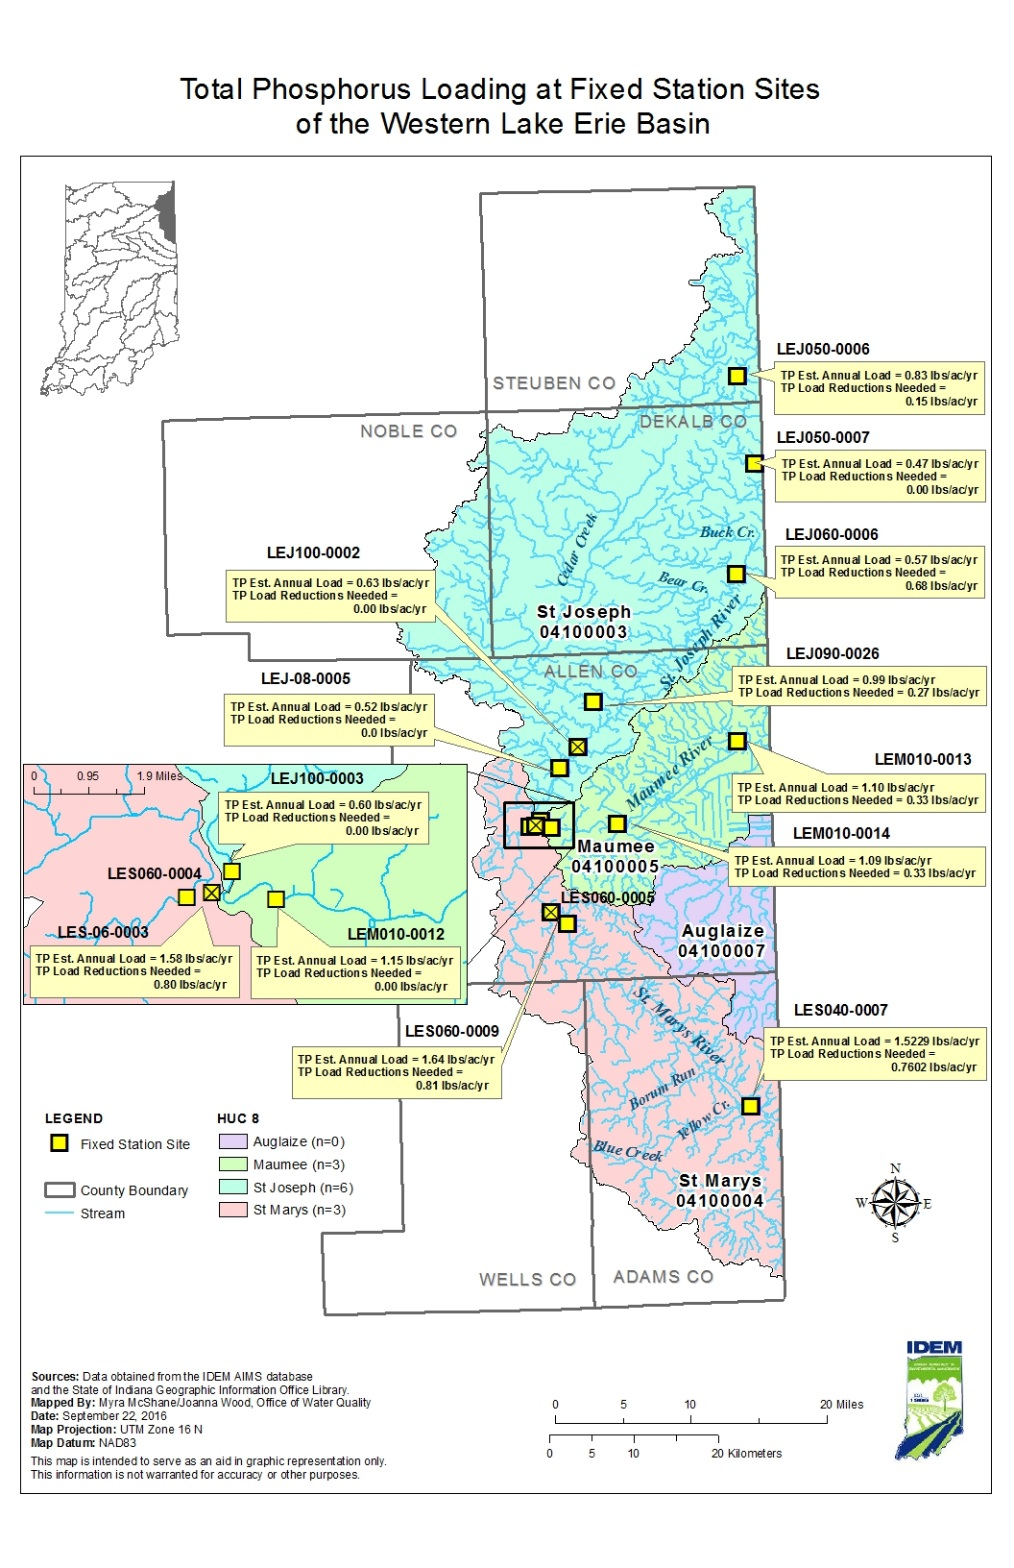 Total Phosphorus Loading at Fixed Station Sites
of the Western Lake Erie Basin
LEJ050-0006
TP Est. Annual Load = 0.83 lbs/ac/yr
TP Load Reductions Needed =
0.15 lbs/ac/yr
STEUBEN CO
NOBLE CO
DEKALB CO
LEJ050-0007
TP Est. Annual Load = 0.47 lbs/ac/yr
TP Load Reductions Needed =
0.00 lbs/ac/yr
Cedar Creek
Buck Cr.
LEJ060-0006
TP Est. Annual Load = 0.57 lbs/ac/yr
TP Load Reductions Needed =
0.68 lbs/ac/yr
LEJ100-0002
TP Est. Annual Load = 0.63 lbs/ac/yr
TP Load Reductions Needed =
0.00 lbs/ac/yr
Bear Cr.
St Joseph
04100003
St. Joseph River
LEJ090-0026
TP Est. Annual Load = 0.99 lbs/ac/yr
TP Load Reductions Needed = 0.27 lbs/ac/yr
ALLEN CO
LEJ-08-0005
TP Est. Annual Load = 0.52 lbs/ac/yr
TP Load Reductions Needed =
0.0 lbs/ac/yr
Maumee River
LEM010-0013
TP Est. Annual Load = 1.10 lbs/ac/yr
TP Load Reductions Needed = 0.33 lbs/ac/yr
0 0.95 1.9 Miles
LEJ100-0003
TP Est. Annual Load = 0.60 lbs/ac/yr
TP Load Reductions Needed =
0.00 lbs/ac/yr
LEM010-0014
TP Est. Annual Load = 1.09 lbs/ac/yr
TP Load Reductions Needed = 0.33 lbs/ac/yr
Maumee
04100005
LES060-0004
LES060-0005
LES-06-0003
TP Est. Annual Load = 1.58 lbs/ac/yr
TP Load Reductions Needed =
0.80 lbs/ac/yr
LEM010-0012
TP Est. Annual Load = 1.15 lbs/ac/yr
TP Load Reductions Needed =
0.00 lbs/ac/yr
Auglaize
04100007
LES060-0009
TP Est. Annual Load = 1.64 lbs/ac/yr
TP Load Reductions Needed =
0.81 lbs/ac/yr
St. Marys River
LES040-0007
TP Est. Annual Load = 1.5229 lbs/ac/yr
TP Load Reductions Needed =
0.7602 lbs/ac/yr
Borum Run
Yellow Cr.
Blue Creek
St Marys
04100004
LEGEND
Fixed Station Site
County Boundary
Stream
HUC 8
Auglaize (n=0)
Maumee (n=3)
St Joseph (n=6)
St Marys (n=3)
N
W E
S
WELLS CO
ADAMS CO
IDEM
Sources: Data obtained from the IDEM AIMS database
and the State of Indiana Geographic Information Office Library.
Mapped By: Myra McShane/Joanna Wood, Office of Water Quality
Date: September 22, 2016
Map Projection: UTM Zone 16 N
Map Datum: NAD83
This map is intended to serve as an aid in graphic representation only.
This information is not warranted for accuracy or other purposes.
0 5 10 20 Miles
0 5 10 20 Kilometers